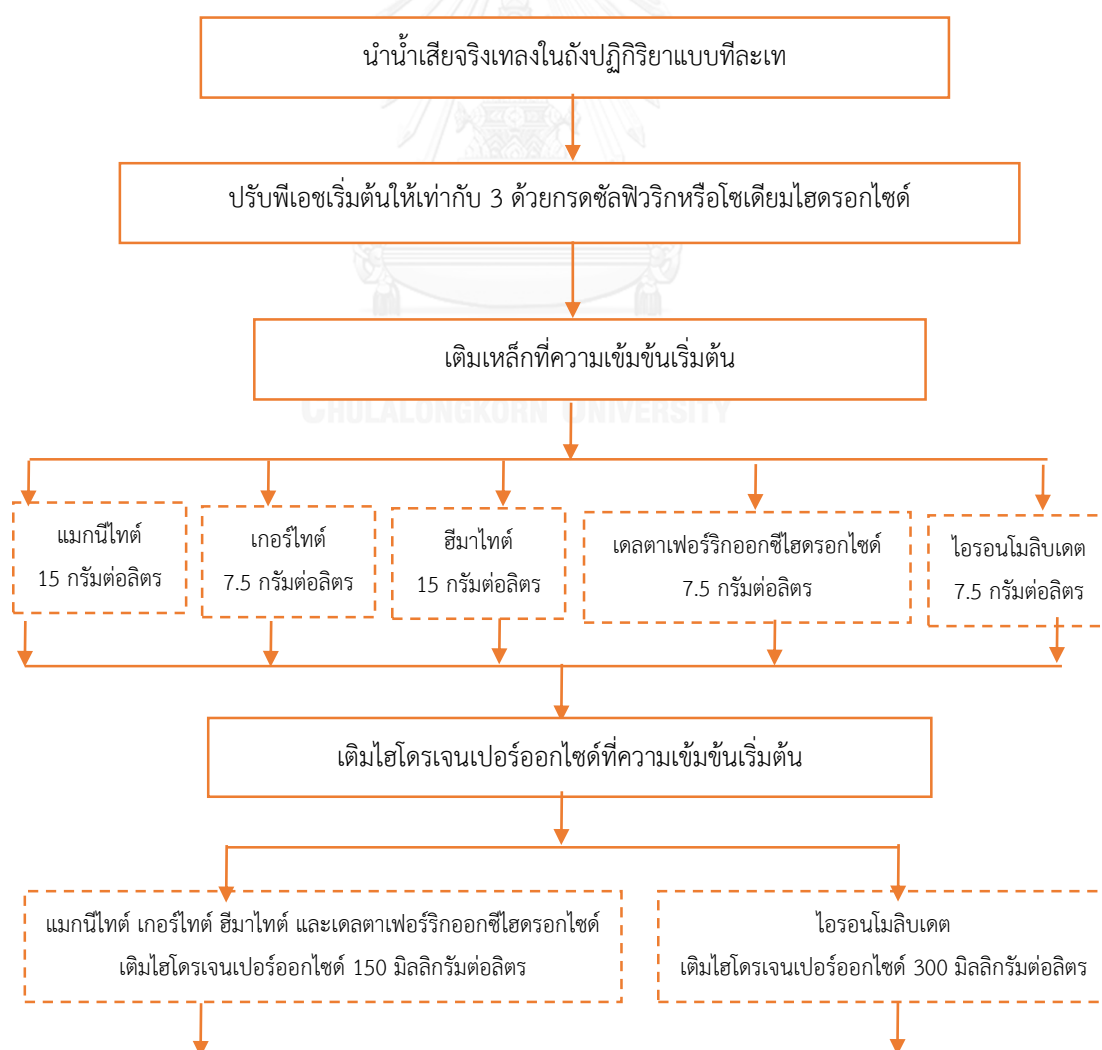 นำน้ำเสียจริงเทลงในถังปฏิกิริยาแบบทีละเท
ปรับพีเอชเริ่มต้นให้เท่ากับ 3 ด้วยกรดซัลฟิวริกหรือโซเดียมไฮดรอกไซด์
เติมเหล็กที่ความเข้มข้นเริ่มต้น
CHULALONGKORN UNIVERSITY
แมกนีไทต์
15 กรัมต่อลิตร
เกอร์ไทต์
7.5 กรัมต่อลิตร
ฮีมาไทต์
15 กรัมต่อลิตร
เดลตาเฟอร์ริกออกซีไฮดรอกไซด์
7.5 กรัมต่อลิตร
ไอรอนโมลิบเดต
7.5 กรัมต่อลิตร
เติมไฮโดรเจนเปอร์ออกไซด์ที่ความเข้มข้นเริ่มต้น
แมกนีไทต์ เกอร์ไทต์ ฮีมาไทต์ และเดลตาเฟอร์ริกออกซีไฮดรอกไซด์
เติมไฮโดรเจนเปอร์ออกไซด์ 150 มิลลิกรัมต่อลิตร
ไอรอนโมลิบเดต
เติมไฮโดรเจนเปอร์ออกไซด์ 300 มิลลิกรัมต่อลิตร